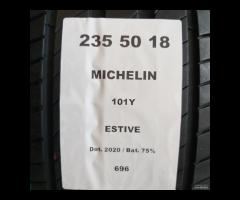 235 50 18
MICHELIN
101Y
ESTIVE
Dot. 2020 / Bat. 75%
696